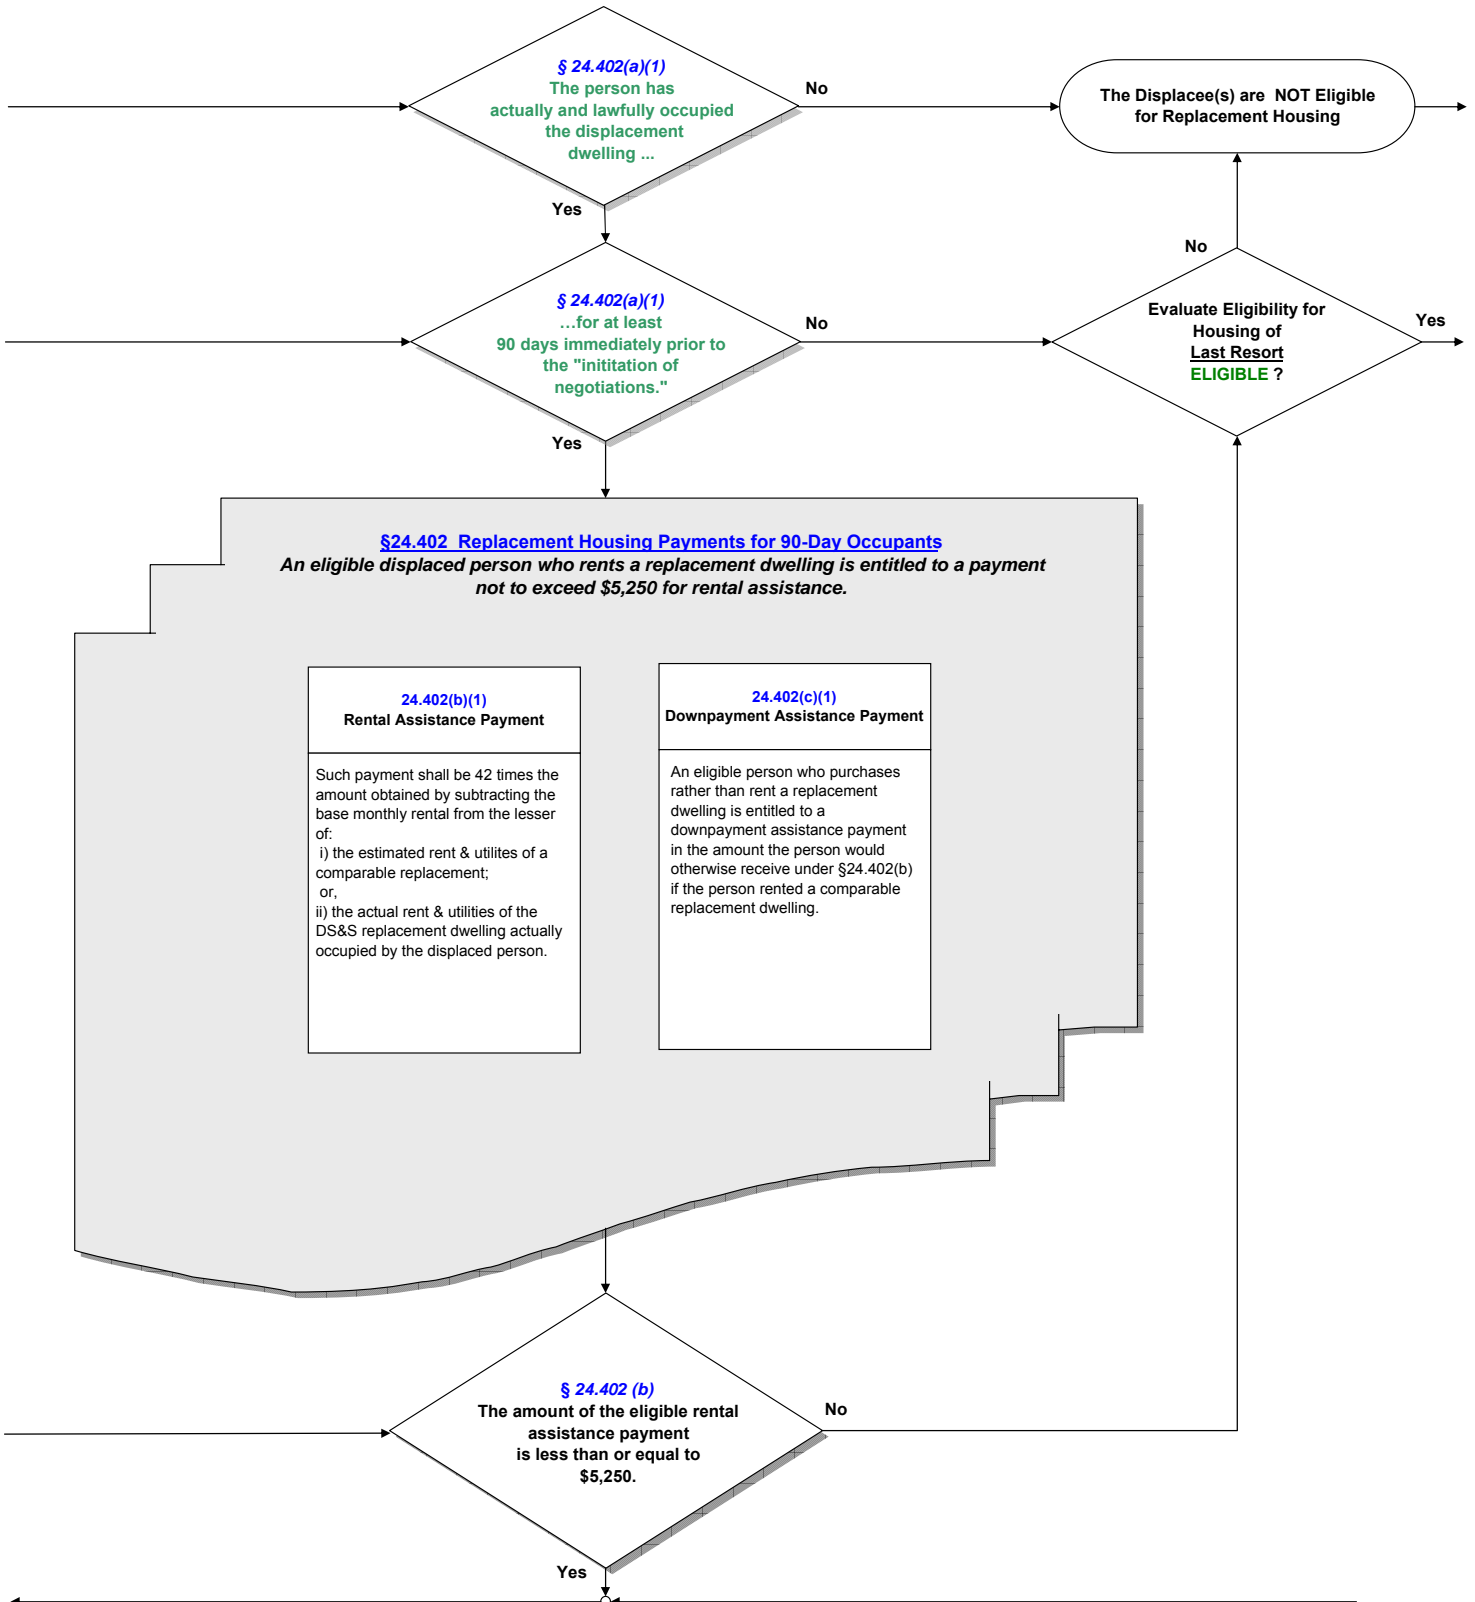 § 24.402(a)(1)
The person has
actually and lawfully occupied
the displacement
dwelling ...
No
The Displacee(s) are NOT Eligible
for Replacement Housing
Yes
§ 24.402(a)(1)
…for at least
90 days immediately prior to
the "inititation of
negotiations."
No
No
Evaluate Eligibility for
Housing of
Last Resort
ELIGIBLE ?
Yes
Yes
§24.402 Replacement Housing Payments for 90-Day Occupants
An eligible displaced person who rents a replacement dwelling is entitled to a payment
not to exceed $5,250 for rental assistance.
24.402(b)(1)
Rental Assistance Payment
Such payment shall be 42 times the
amount obtained by subtracting the
base monthly rental from the lesser
of:
i) the estimated rent & utilites of a
comparable replacement;
or,
ii) the actual rent & utilities of the
DS&S replacement dwelling actually
occupied by the displaced person.
24.402(c)(1)
Downpayment Assistance Payment
An eligible person who purchases
rather than rent a replacement
dwelling is entitled to a
downpayment assistance payment
in the amount the person would
otherwise receive under §24.402(b)
if the person rented a comparable
replacement dwelling.
§ 24.402 (b)
The amount of the eligible rental
assistance payment
is less than or equal to
$5,250.
No
Yes